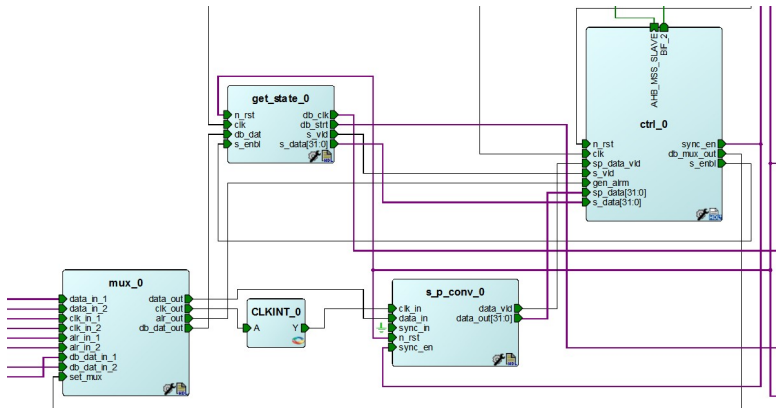 AHB_MSS_SLAVE
BIF_2
ctrl_0
n_rst
clk
sp_data_vld
s_vld
gen_alrm
sp_data[31:0]
s_data[31:0]
sync_en
db_mux_out
s_enbl
get_state_0
n_rst
clk
db_dat
s_enbl
db_clk
db_strt
s_vld
s_data[31:0]
mux_0
data_in_1
data_in_2
clk_in_1
clk_in_2
alr_in_1
alr_in_2
db_dat_in_1
db_dat_in_2
set_mux
data_out
clk_out
alr_out
db_dat_out
CLKINT_0
A
Y
s_p_conv_0
clk_in
data_in
sync_in
n_rst
sync_en
data_vld
data_out[31:0]